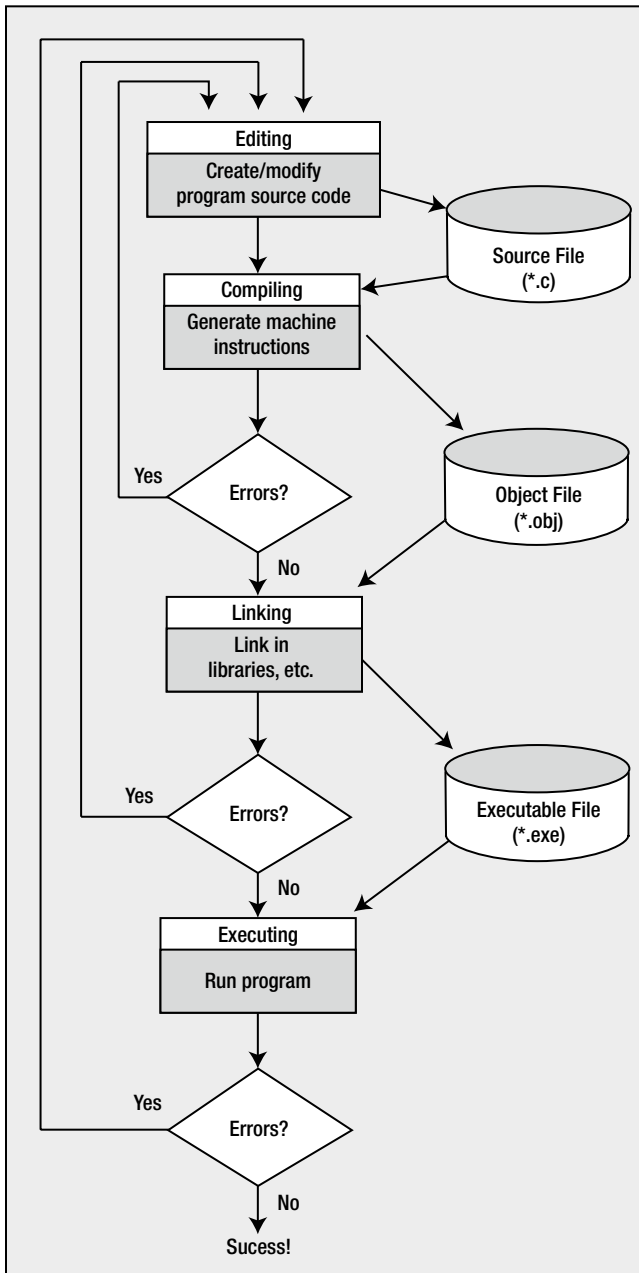 Editing
Create/modify
program source code
Source File
(*.c)
Compiling
Generate machine
instructions
Yes
Errors?
No
Object File
(*.obj)
Linking
Link in
libraries, etc.
Yes
Errors?
No
Executable File
(*.exe)
Executing
Run program
Yes
Errors?
No
Sucess!